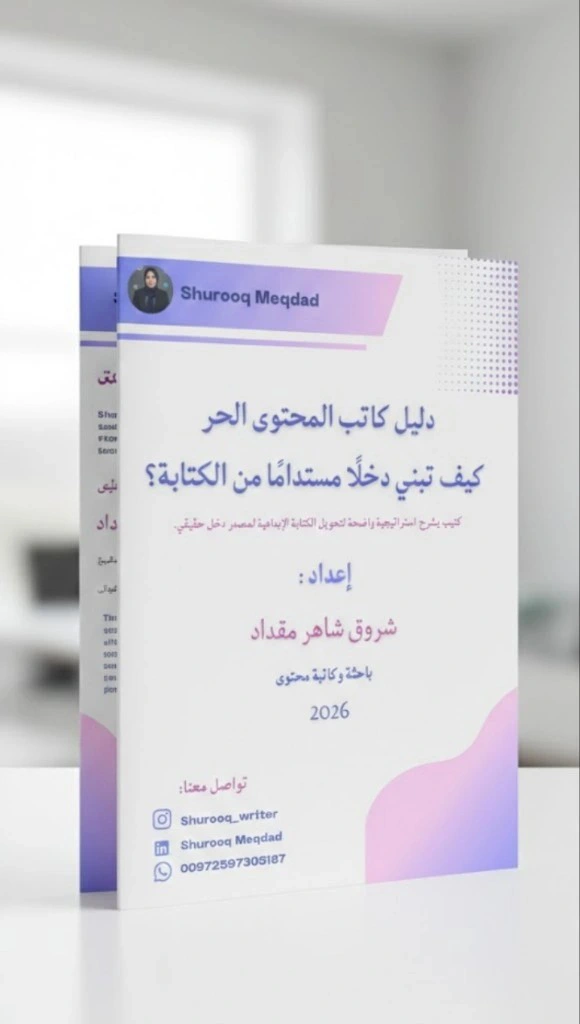 Shurooq Meqdad
دليل كاتب المحتوى الحر
كيف تبني دخلًا مستدامًا من الكتابة؟
كتيب يشرح استراتيجية واضحة لتحويل الكتابة الإبداعية لمصدر دخل حقيقي.
إعداد :
شروق شاهر مقداد
باحثة وكاتبة محتوى
2026
تواصل معنا:
Shurooq_writer
Shurooq Meqdad
00972597305187